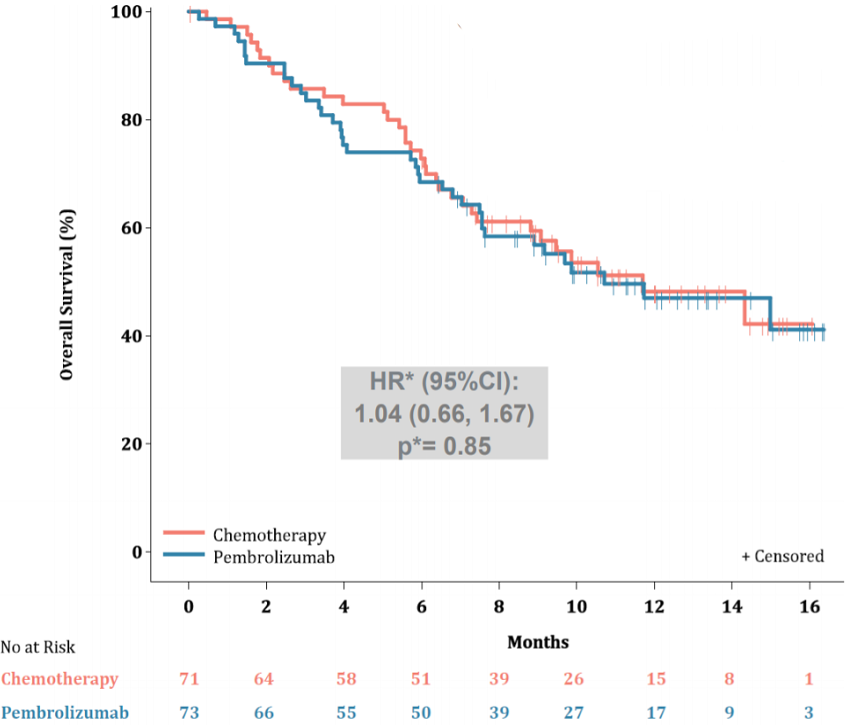 100
80
60
40
20
0
Overall Survival (%)
HR* (95%CI):
1.04 (0.66, 1.67)
p*= 0.85
Chemotherapy
Pembrolizumab
+ Censored
0 2 4 6 8 10 12 14 16
Months
No at Risk
Chemotherapy 71 64 58 51 39 26 15 8 1
Pembrolizumab 73 66 55 50 39 27 17 9 3